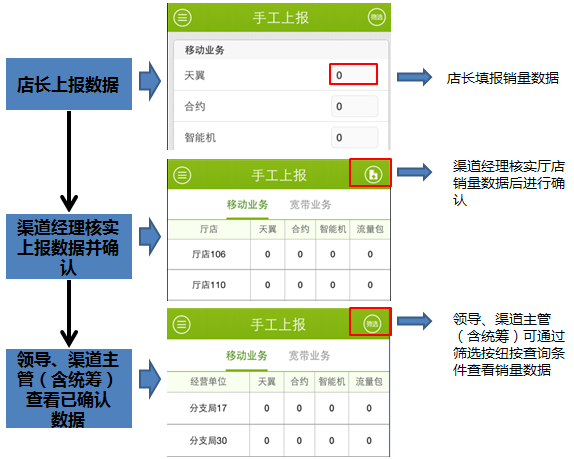 手工上报
筛选
移动业务
天翼 0
合约 0
智能机 0
店长上报数据
店长填报销量数据
手工上报
移动业务 宽带业务
厅店 天翼 合约 智能机 流量包
厅店106 0 0 0 0
厅店110 0 0 0 0
渠道经理核实
上报数据并确
认
渠道经理核实厅店
销量数据后进行确
认
手工上报
筛选
移动业务 宽带业务
经营单位 天翼 合约 智能机 流量包
分支局17 0 0 0 0
分支局30 0 0 0 0
领导、渠道主
管（含统筹）
查看已确认
数据
领导、渠道主管
（含统筹）可通过
筛选按纽按查询条
件查看销量数据